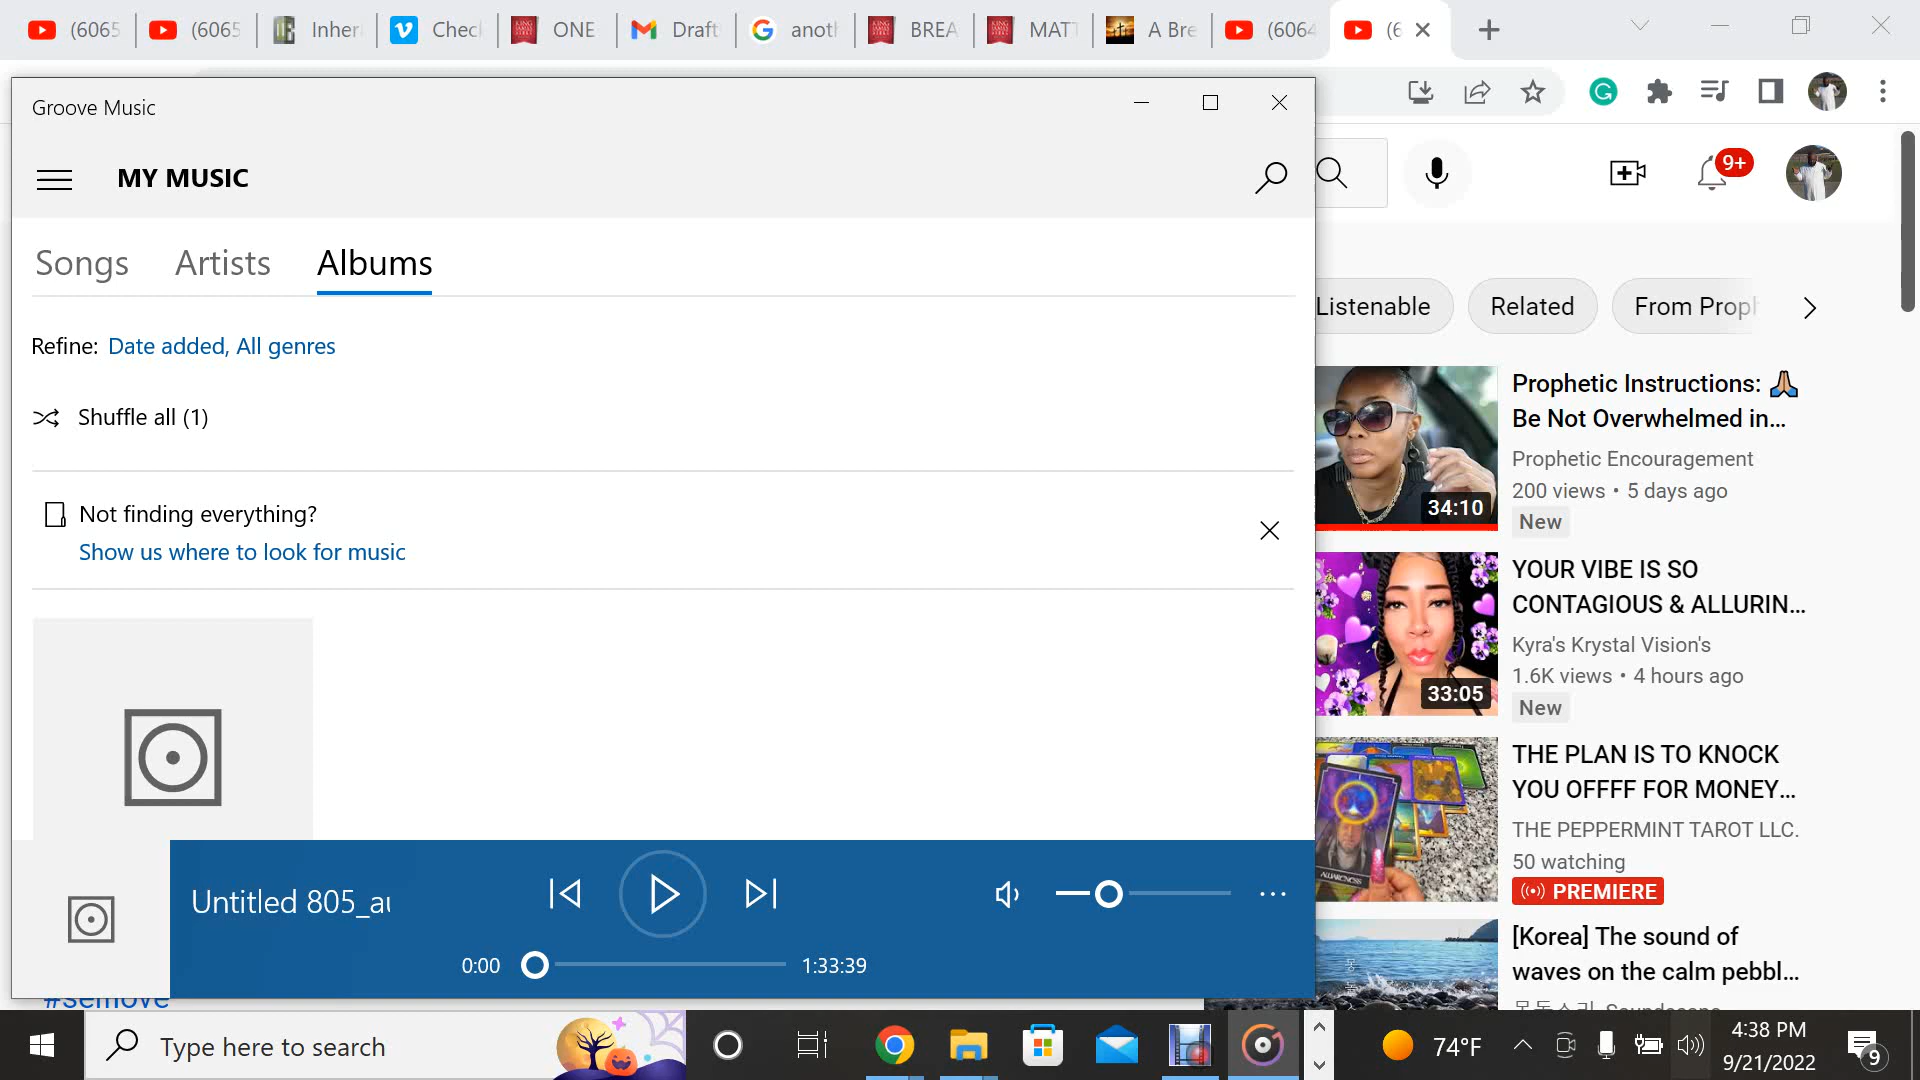 (6065
(6065
Inher
Chec
ONE
Draft
anoth
BREA
MATT
A Bre
(6064
(6
Groove Music
MY MUSIC
9+
Songs Artists Albums
Refine: Date added, All genres
Listenable Related From Proph
Shuffle all (1)
Not finding everything?
Show us where to look for music
Prophetic Instructions: 🙏
Be Not Overwhelmed in...
Prophetic Encouragement
200 views • 5 days ago
New
34:10
YOUR VIBE IS SO
CONTAGIOUS & ALLURIN...
Kyra's Krystal Vision's
1.6K views • 4 hours ago
New
33:05
THE PLAN IS TO KNOCK
YOU OFFFF FOR MONEY...
THE PEPPERMINT TAROT LLC.
50 watching
PREMIERE
[Korea] The sound of
waves on the calm pebbl...
Untitled 805_au
0:00
1:33:39
#semove
Type here to search
74°F
4:38 PM
9/21/2022
9